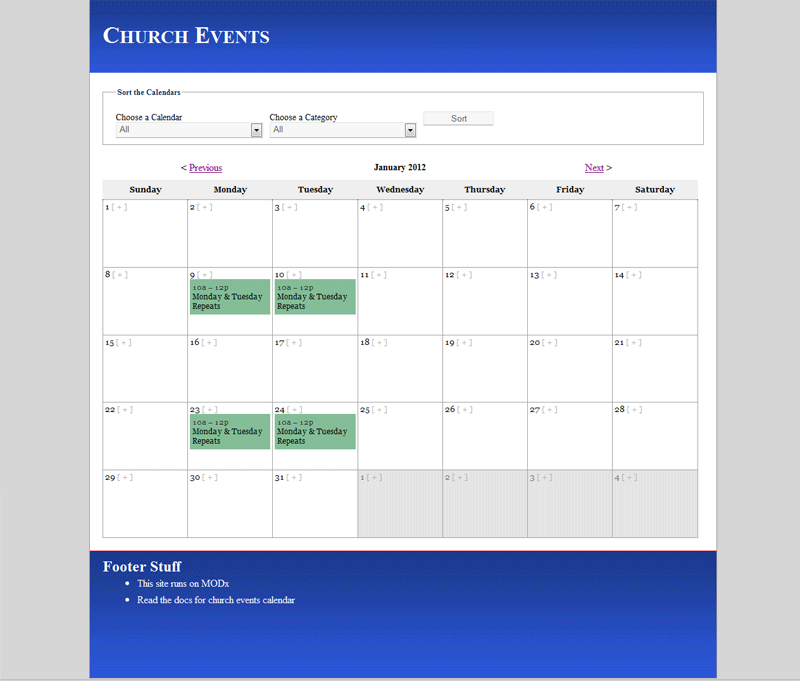 Church Events
Sort the Calendars
Choose a Calendar Choose a Category
All All Sort
< Previous January 2012 Next >
Sunday Monday Tuesday Wednesday Thursday Friday Saturday
1 [ + ] 2 [ + ] 3 [ + ] 4 [ + ] 5 [ + ] 6 [ + ] 7 [ + ]
8 [ + ] 9 [ + ] 10 [ + ] 11 [ + ] 12 [ + ] 13 [ + ] 14 [ + ]
10a – 12p 10a – 12p
Monday & Tuesday Monday & Tuesday
Repeats Repeats
15 [ + ] 16 [ + ] 17 [ + ] 18 [ + ] 19 [ + ] 20 [ + ] 21 [ + ]
22 [ + ] 23 [ + ] 24 [ + ] 25 [ + ] 26 [ + ] 27 [ + ] 28 [ + ]
10a – 12p 10a – 12p
Monday & Tuesday Monday & Tuesday
Repeats Repeats
29 [ + ] 30 [ + ] 31 [ + ] 1 [ + ] 2 [ + ] 3 [ + ] 4 [ + ]
Footer Stuff
• This site runs on MODx
• Read the docs for church events calendar